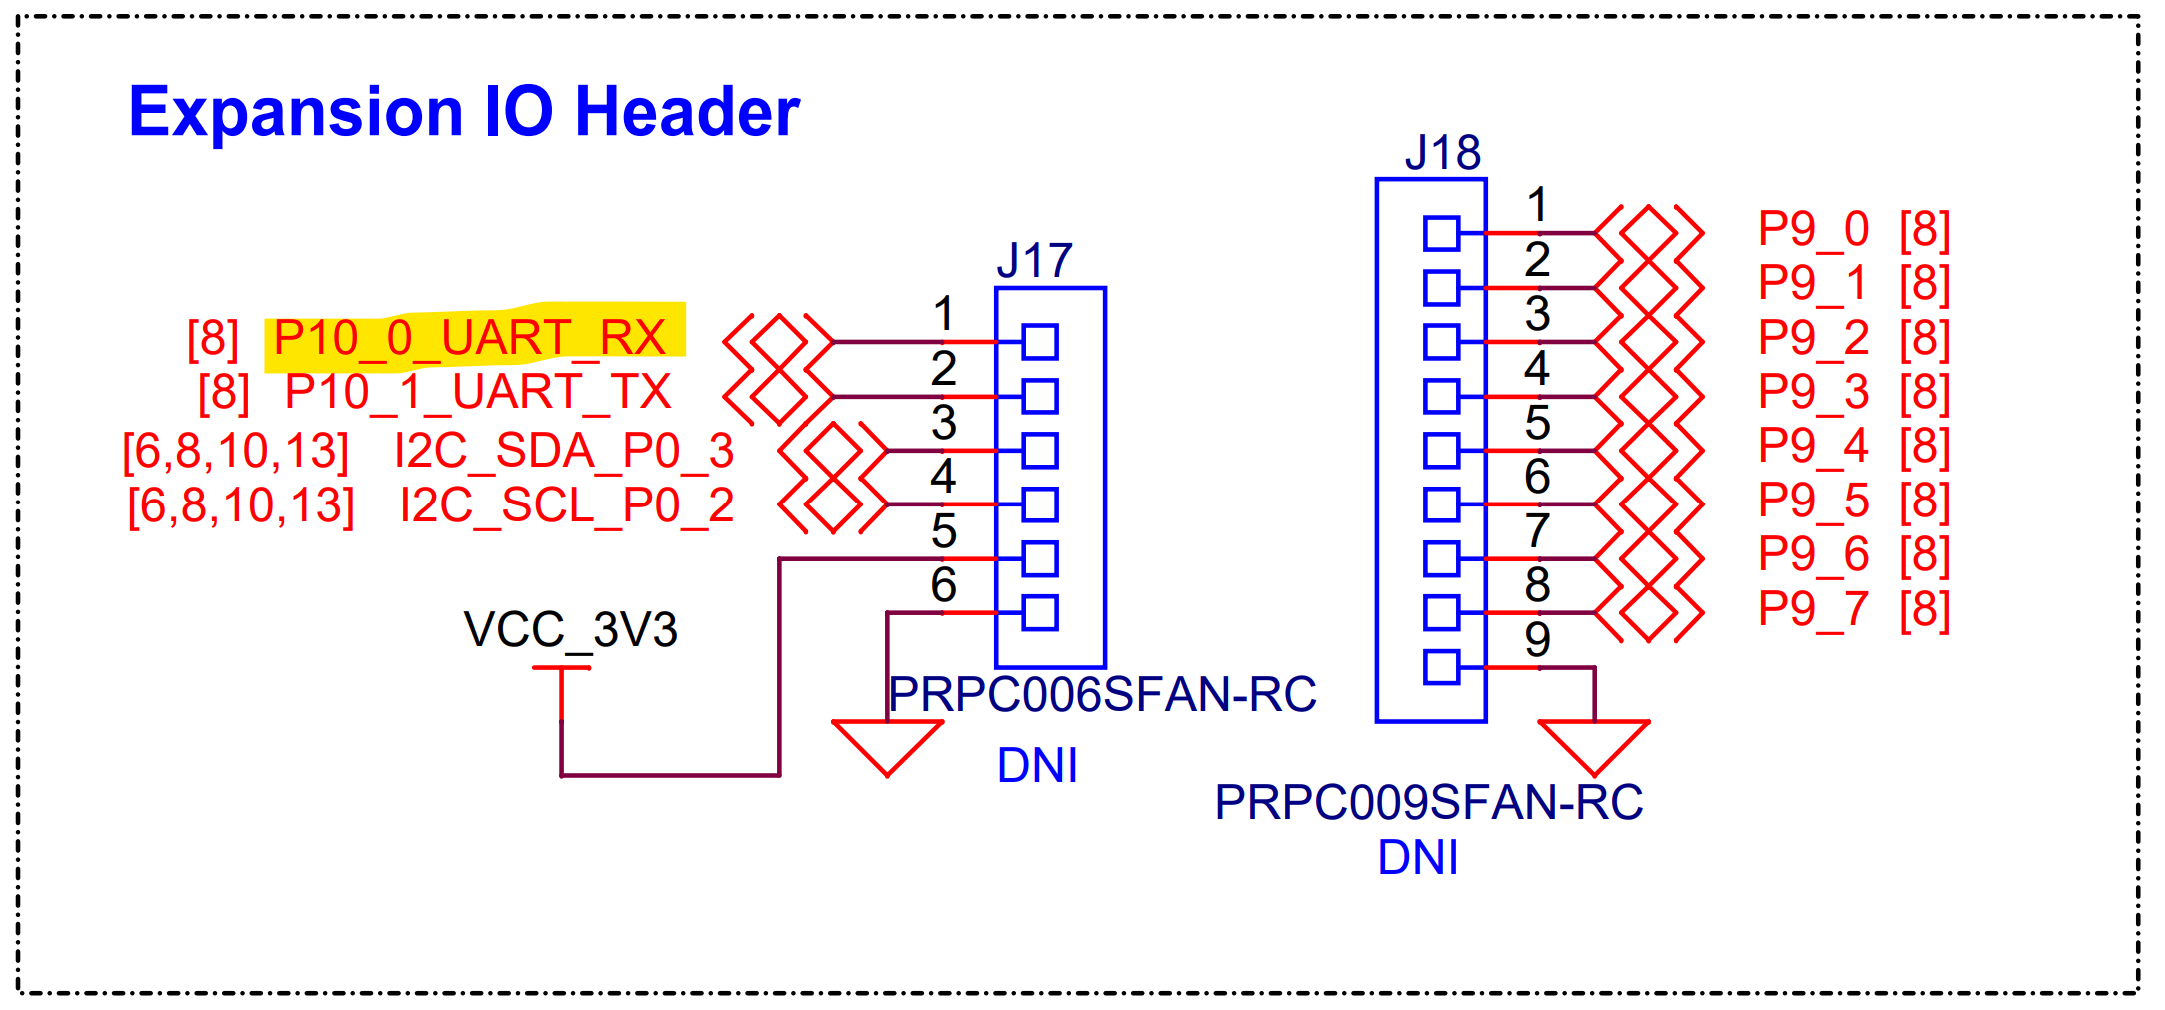 Expansion IO Header
J17
[8] P10_0_UART_RX 1
[8] P10_1_UART_TX 2
[6,8,10,13] I2C_SDA_P0_3 3
[6,8,10,13] I2C_SCL_P0_2 4
5
6
VCC_3V3
PRPC006SFAN-RC
DNI
J18
1 P9_0 [8]
2 P9_1 [8]
3 P9_2 [8]
4 P9_3 [8]
5 P9_4 [8]
6 P9_5 [8]
7 P9_6 [8]
8 P9_7 [8]
9
PRPC009SFAN-RC
DNI